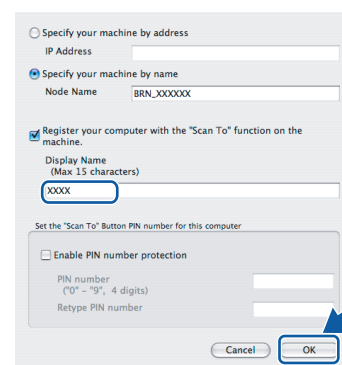 Specify your machine by address
IP Address
Specify your machine by name
Node Name BRN_XXXXXX
Register your computer with the "Scan To" function on the
machine.
Display Name
(Max 15 characters)
XXXX
Set the "Scan To" Button PIN number for this computer
Enable PIN number protection
PIN number
("0" – "9", 4 digits)
Retype PIN number
Cancel OK